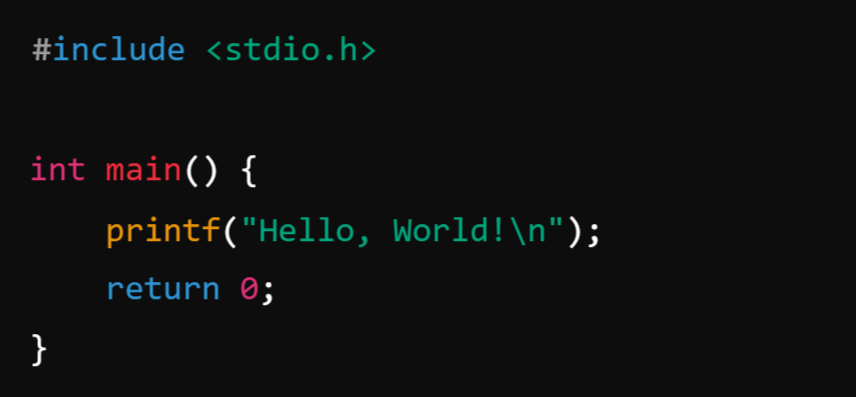 #include <stdio.h>

int main() {
    printf("Hello, World!\n");
    return 0;
}